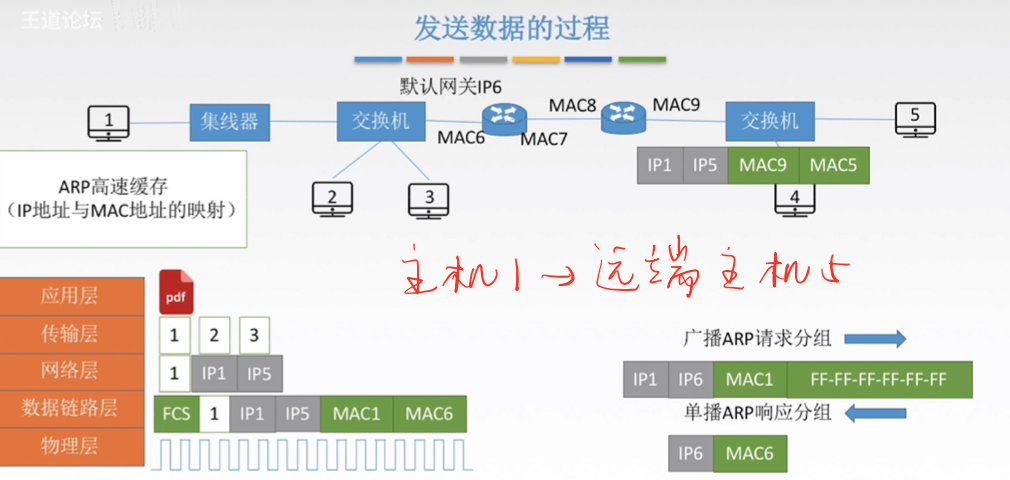 王道论坛
发送数据的过程
默认网关IP6
1
集线器
交换机
MAC6
MAC7
MAC8
MAC9
交换机
5
2
3
IP1 IP5 MAC9 MAC5
4
ARP高速缓存
(IP地址与MAC地址的映射)
主机1→远端主机5
应用层
pdf
传输层
1 2 3
网络层
1 IP1 IP5
数据链路层
FCS 1 IP1 IP5 MAC1 MAC6
物理层
广播ARP请求分组
IP1 IP6 MAC1 FF-FF-FF-FF-FF-FF
单播ARP响应分组
IP6 MAC6